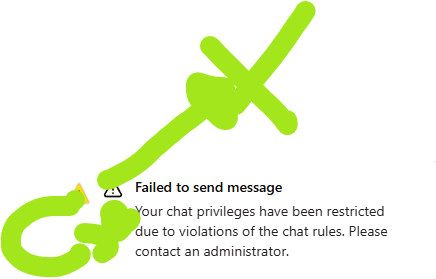 Failed to send message
Your chat privileges have been restricted
due to violations of the chat rules. Please
contact an administrator.